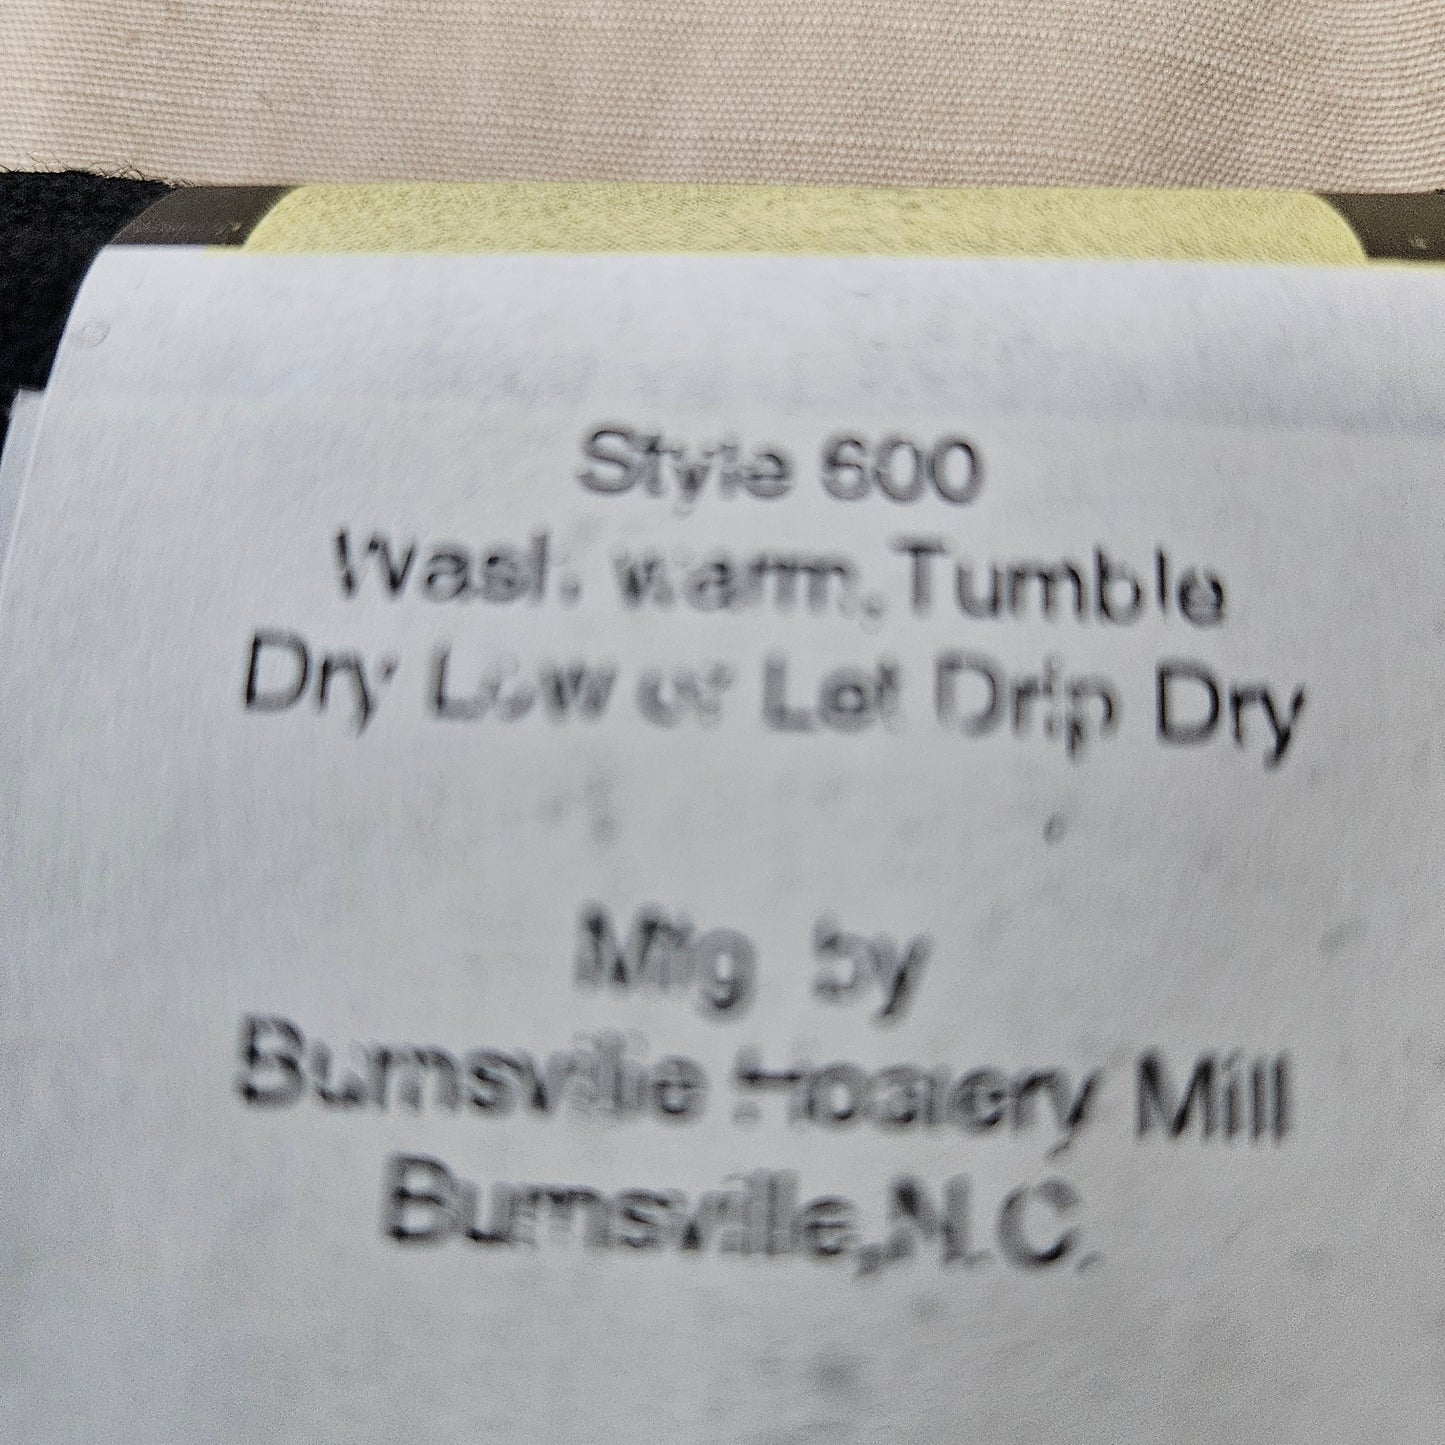 Style 600
Wash warm, Tumble
Dry Low or Let Drip Dry
Mfg by
Burnsville Hosiery Mill
Burnsville, N.C.